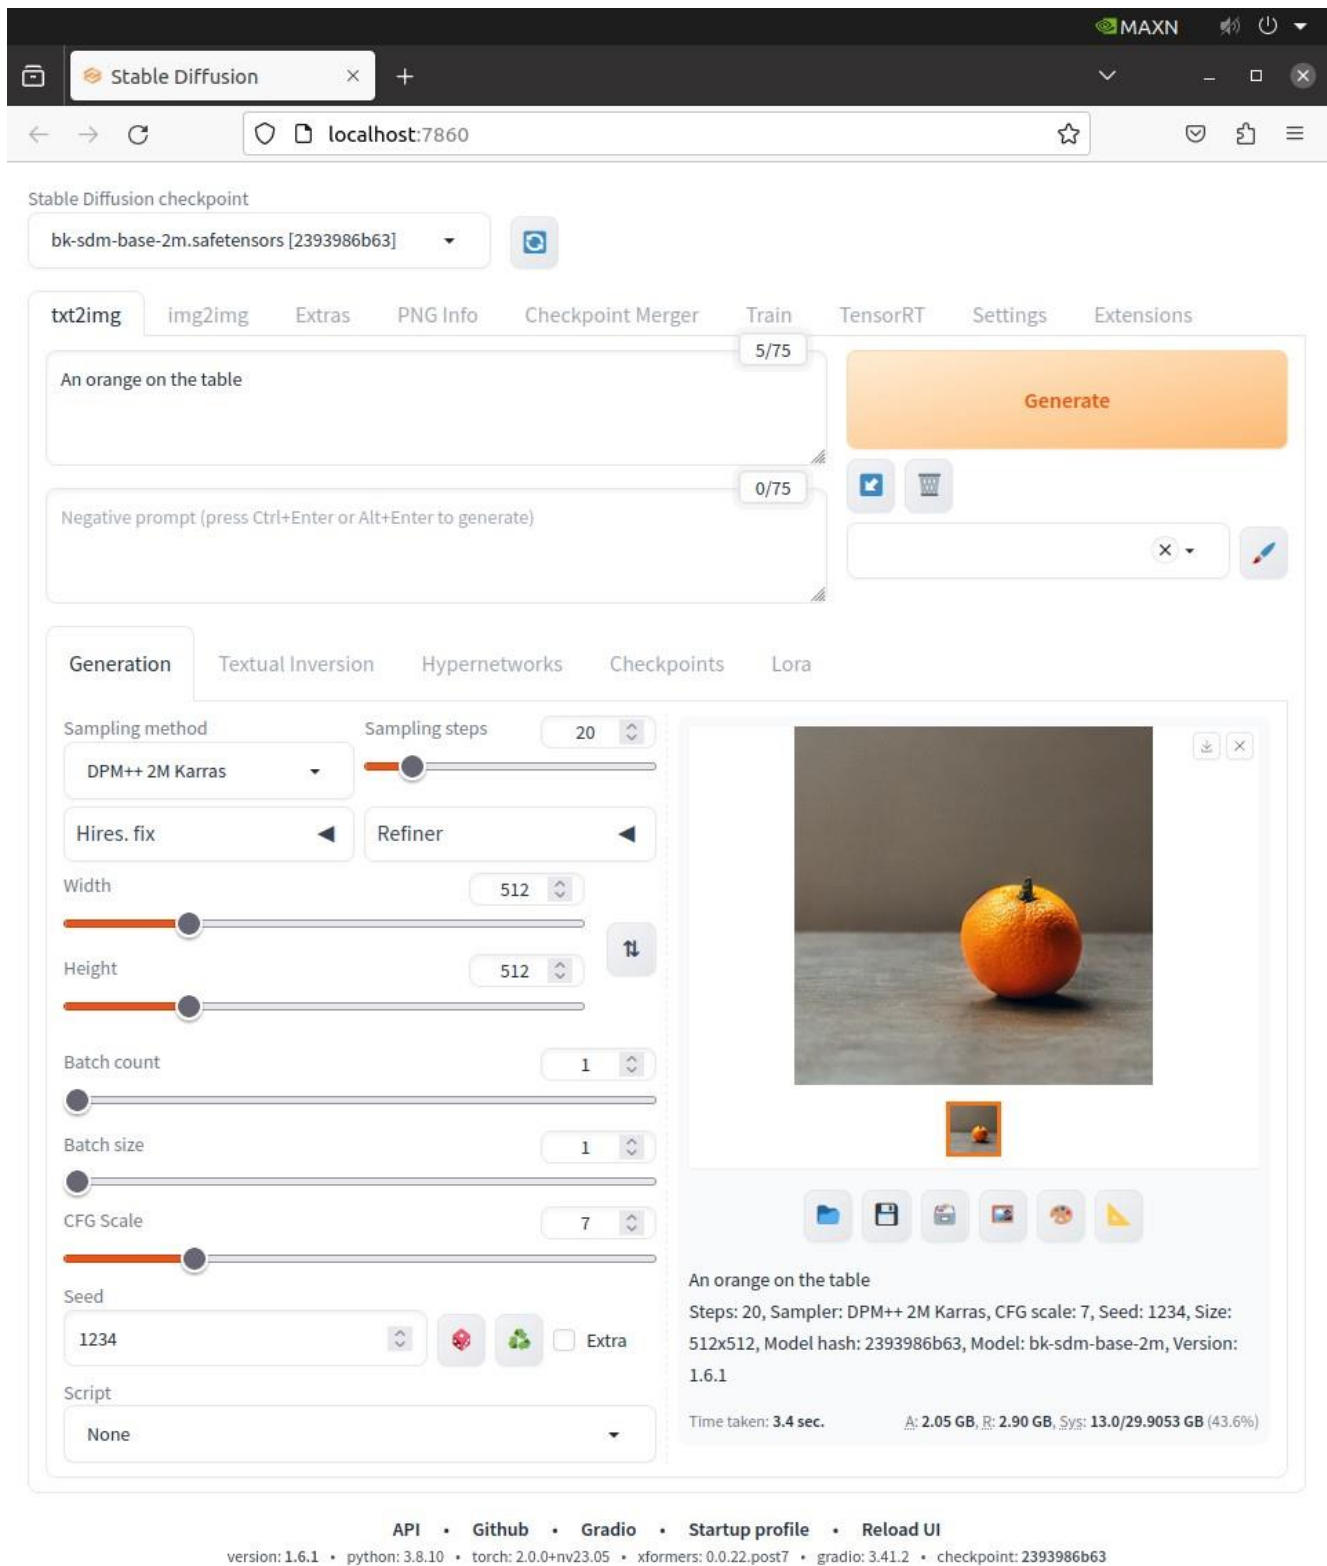 MAXN
Stable Diffusion
localhost:7860
Stable Diffusion checkpoint
bk-sdm-base-2m.safetensors [2393986b63]
txt2img img2img Extras PNG Info Checkpoint Merger Train TensorRT Settings Extensions
5/75
An orange on the table
Generate
0/75
Negative prompt (press Ctrl+Enter or Alt+Enter to generate)
Generation Textual Inversion Hypernetworks Checkpoints Lora
Sampling method
DPM++ 2M Karras
Sampling steps 20
Hires. fix
Refiner
Width 512
Height 512
Batch count 1
Batch size 1
CFG Scale 7
Seed
1234
Extra
Script
None
An orange on the table
Steps: 20, Sampler: DPM++ 2M Karras, CFG scale: 7, Seed: 1234, Size:
512x512, Model hash: 2393986b63, Model: bk-sdm-base-2m, Version:
1.6.1
Time taken: 3.4 sec. A: 2.05 GB, R: 2.90 GB, Sys: 13.0/29.9053 GB (43.6%)
API • Github • Gradio • Startup profile • Reload UI
version: 1.6.1 • python: 3.8.10 • torch: 2.0.0+nv23.05 • xformers: 0.0.22.post7 • gradio: 3.41.2 • checkpoint: 2393986b63